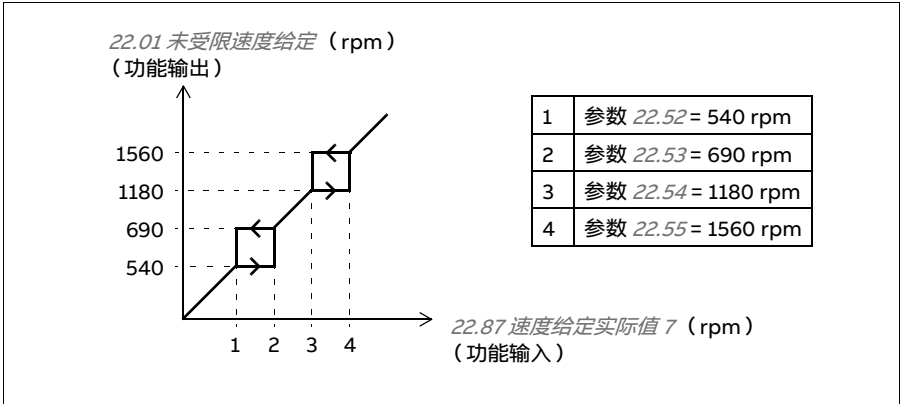 22.01 未受限速度给定（rpm）
（功能输出）
1560
1180
690
540
1 2 3 4
22.87 速度给定实际值 7（rpm）
（功能输入）
1 参数 22.52 = 540 rpm
2 参数 22.53 = 690 rpm
3 参数 22.54 = 1180 rpm
4 参数 22.55 = 1560 rpm